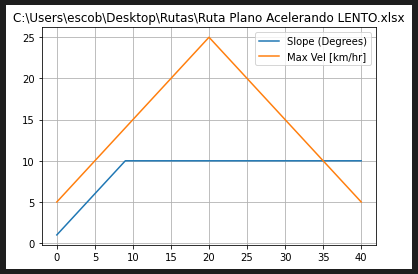 C:\Users\escob\Desktop\Rutas\Ruta Plano Acelerando LENTO.xlsx
25
20
15
10
5
0
Slope (Degrees)
Max Vel [km/hr]
0 5 10 15 20 25 30 35 40